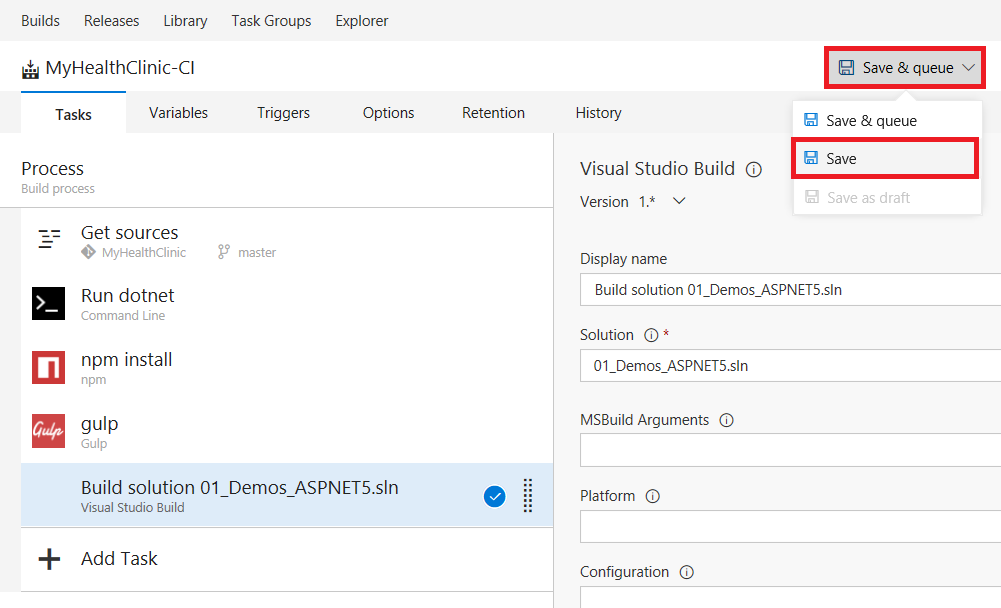 Builds Releases Library Task Groups Explorer
MyHealthClinic-CI
Save & queue
Tasks Variables Triggers Options Retention History
Save & queue
Save
Save as draft
Process
Build process
Get sources
MyHealthClinic master
Run dotnet
Command Line
npm install
npm
Gulp
gulp
Gulp
Build solution 01_Demos_ASPNET5.sln
Visual Studio Build
Add Task
Visual Studio Build
Version 1.*
Display name
Build solution 01_Demos_ASPNET5.sln
Solution *
01_Demos_ASPNET5.sln
MSBuild Arguments
Platform
Configuration